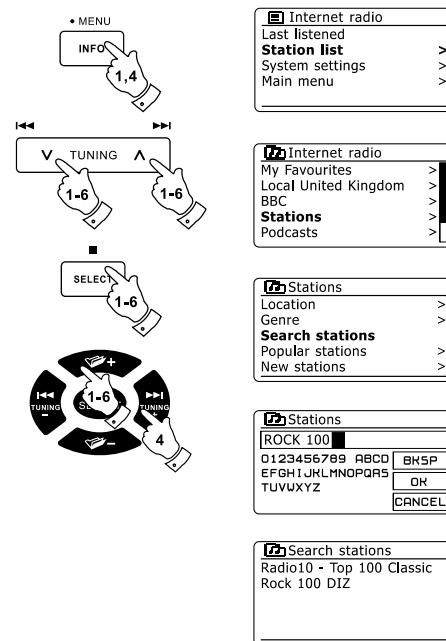 • MENU
INFO
1,4
TUNING
1-6
1-6
SELECT
1-6
TUNING
–
+
1-6
TUNING
–
4
Internet radio
Last listened
Station list >
System settings >
Main menu >
Internet radio
My Favourites >
Local United Kingdom >
BBC >
Stations >
Podcasts >
Stations
Location >
Genre >
Search stations
Popular stations >
New stations >
Stations
ROCK 100
0123456789 ABCD BKSP
EFGHIJKLMNOPQRS OK
TUVWXYZ
CANCEL
Search stations
Radio10 - Top 100 Classic
Rock 100 DIZ